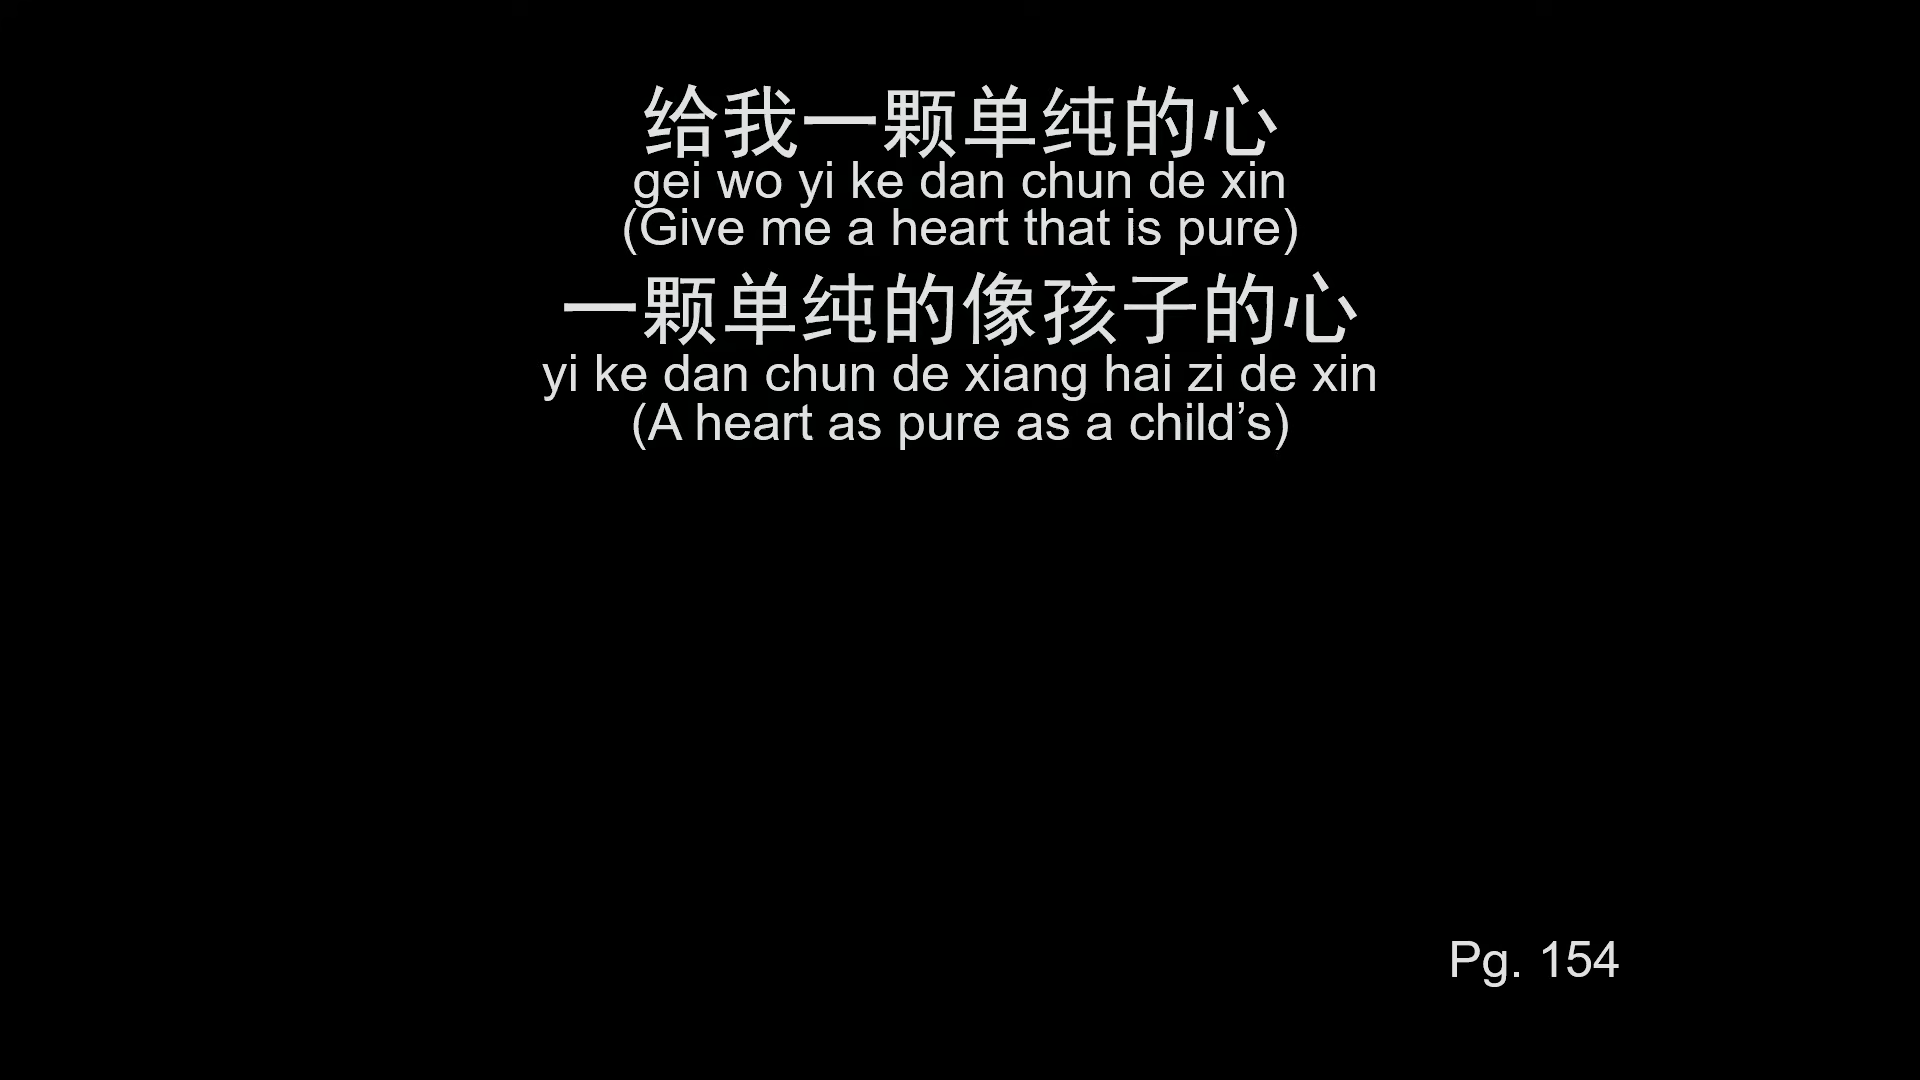 给我一颗单纯的心
gei wo yi ke dan chun de xin
(Give me a heart that is pure)
一颗单纯的像孩子的心
yi ke dan chun de xiang hai zi de xin
(A heart as pure as a child’s)
Pg. 154